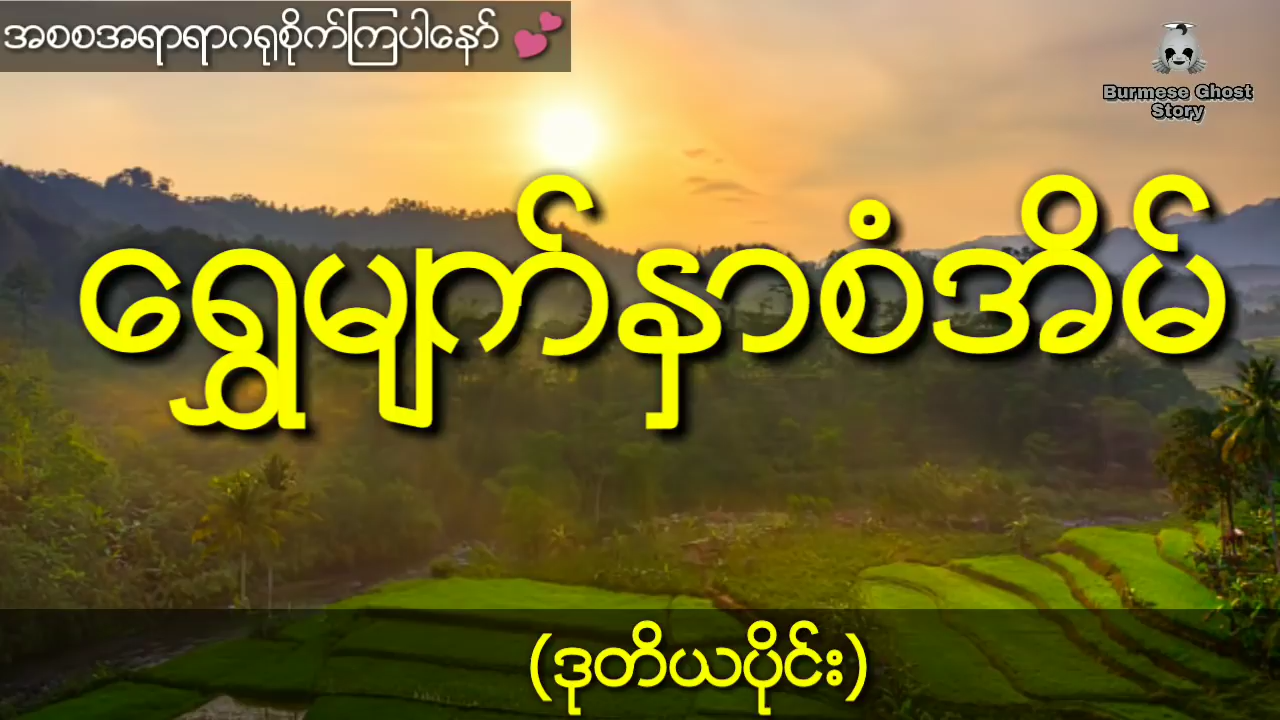 အစစအရာရာဂရုစိုက်ကြပါနော် 💕
Burmese Ghost
Story
ရွှေမျက်နှာစံအိမ်
(ဒုတိယပိုင်း)